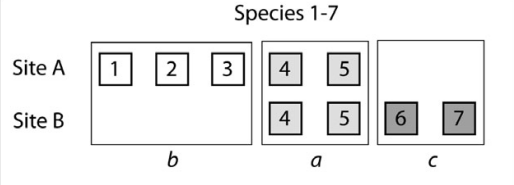 Species 1-7
Site A 1 2 3 4 5
Site B 4 5 6 7
b a c